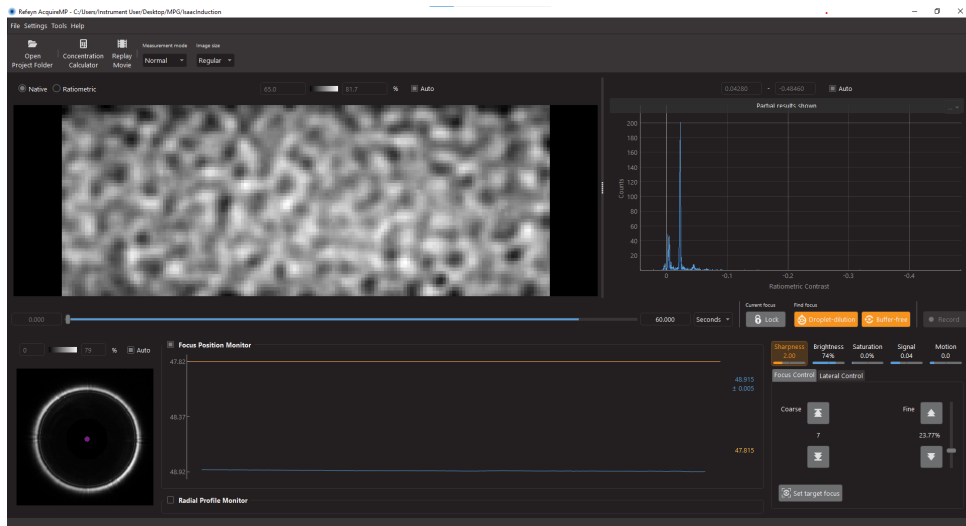 Refeyn AcquireMP - C:/Users/Instrument User/Desktop/MPG/IsaacInduction
File Settings Tools Help
Open Project Folder
Concentration Calculator
Replay Movie
Measurement mode
Normal
Image size
Regular
Native
Ratiometric
63.0
81.7
%
Auto
0.04280
-
-0.48460
Auto
Partial results shown
200
180
160
140
120
100
80
60
40
20
Counts
0
-0.1
-0.2
-0.3
-0.4
Ratiometric Contrast
0.000
60.000
Seconds
Current focus
Lock
Find focus
Droplet-dilution
Buffer-free
Record
0
79
%
Auto
Focus Position Monitor
47.82
48.37
48.92
48.915
± 0.005
47.815
Radial Profile Monitor
Sharpness
2.00
Brightness
74%
Saturation
0.0%
Signal
0.04
Motion
0.0
Focus Control
Lateral Control
Coarse
7
Fine
23.77%
Set target focus